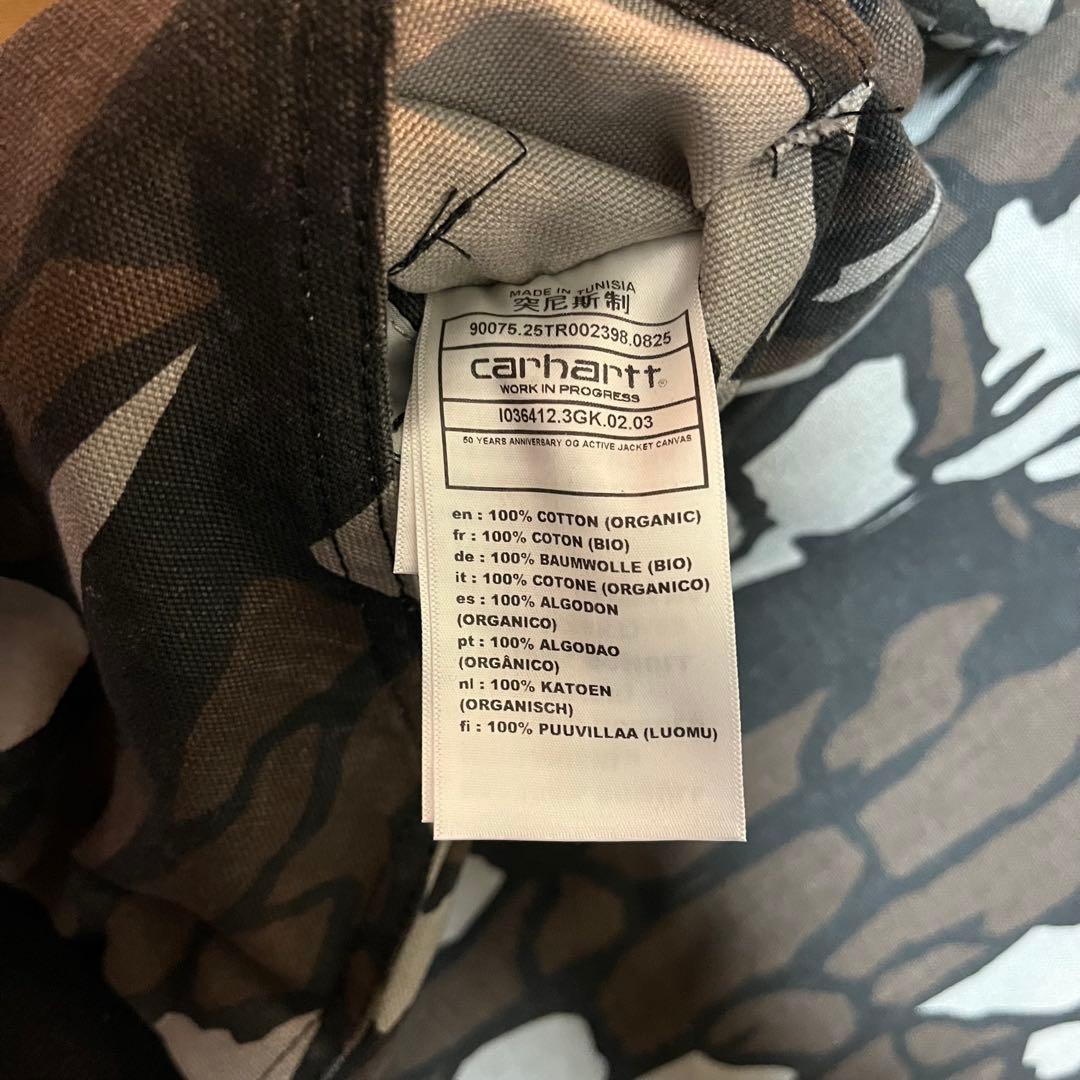 MADE IN TUNISIA
突尼斯制
90075.25TR002398.0825
carhartt®
WORK IN PROGRESS
I036412.3GK.02.03
50 YEARS ANNIVERBARY OG ACTIVE JACKET CANVAS
en : 100% COTTON (ORGANIC)
fr : 100% COTON (BIO)
de : 100% BAUMWOLLE (BIO)
it : 100% COTONE (ORGANICO)
es : 100% ALGODON
(ORGANICO)
pt : 100% ALGODAO
(ORGÂNICO)
nl : 100% KATOEN
(ORGANISCH)
fi : 100% PUUVILLAA (LUOMU)